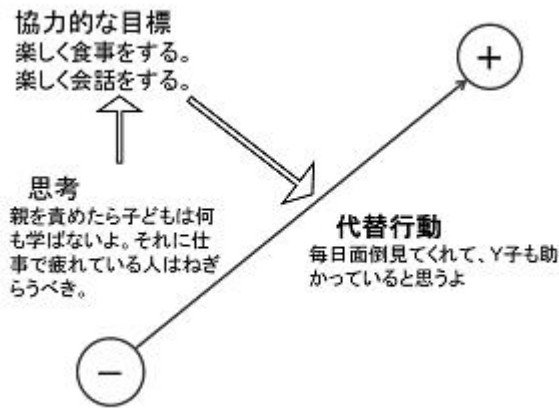 協力的な目標
楽しく食事をする。
楽しく会話をする。
+
思考
親を責めたら子どもは何
も学ばないよ。それに仕
事で疲れている人はねぎ
らうべき。
代替行動
毎日面倒見てくれて、Y子も助
かっていると思うよ
−